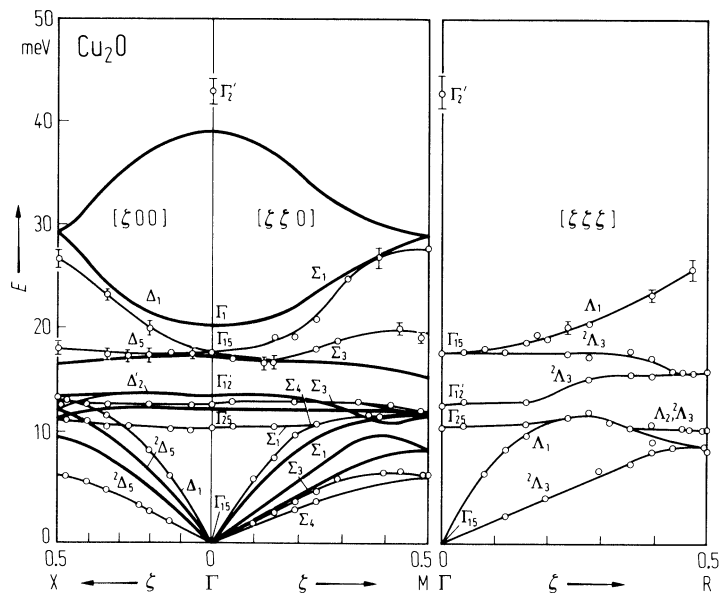 50
meV
Cu₂O
Γ₂′
Γ₂′
40
[ζ00]
[ζζ0]
[ζζζ]
30
E
Δ₁
Σ₁
Λ₁
Γ₁
20
Γ₁₅
Γ₁₅
²Λ₃
Δ₅
Σ₃
Δ₂′
Γ₁₂′
Σ₄
Σ₃
Γ₁₂′
²Λ₃
Γ₂₅
Γ₂₅
Λ₂²Λ₃
10
Σ₁
Σ₁
Λ₁
²Δ₅
²Δ₅
Δ₁
Σ₃
²Λ₃
Γ₁₅
Σ₄
Γ₁₅
0
0.5
0
0.5
0
0.5
X
ζ
Γ
ζ
M
Γ
ζ
R